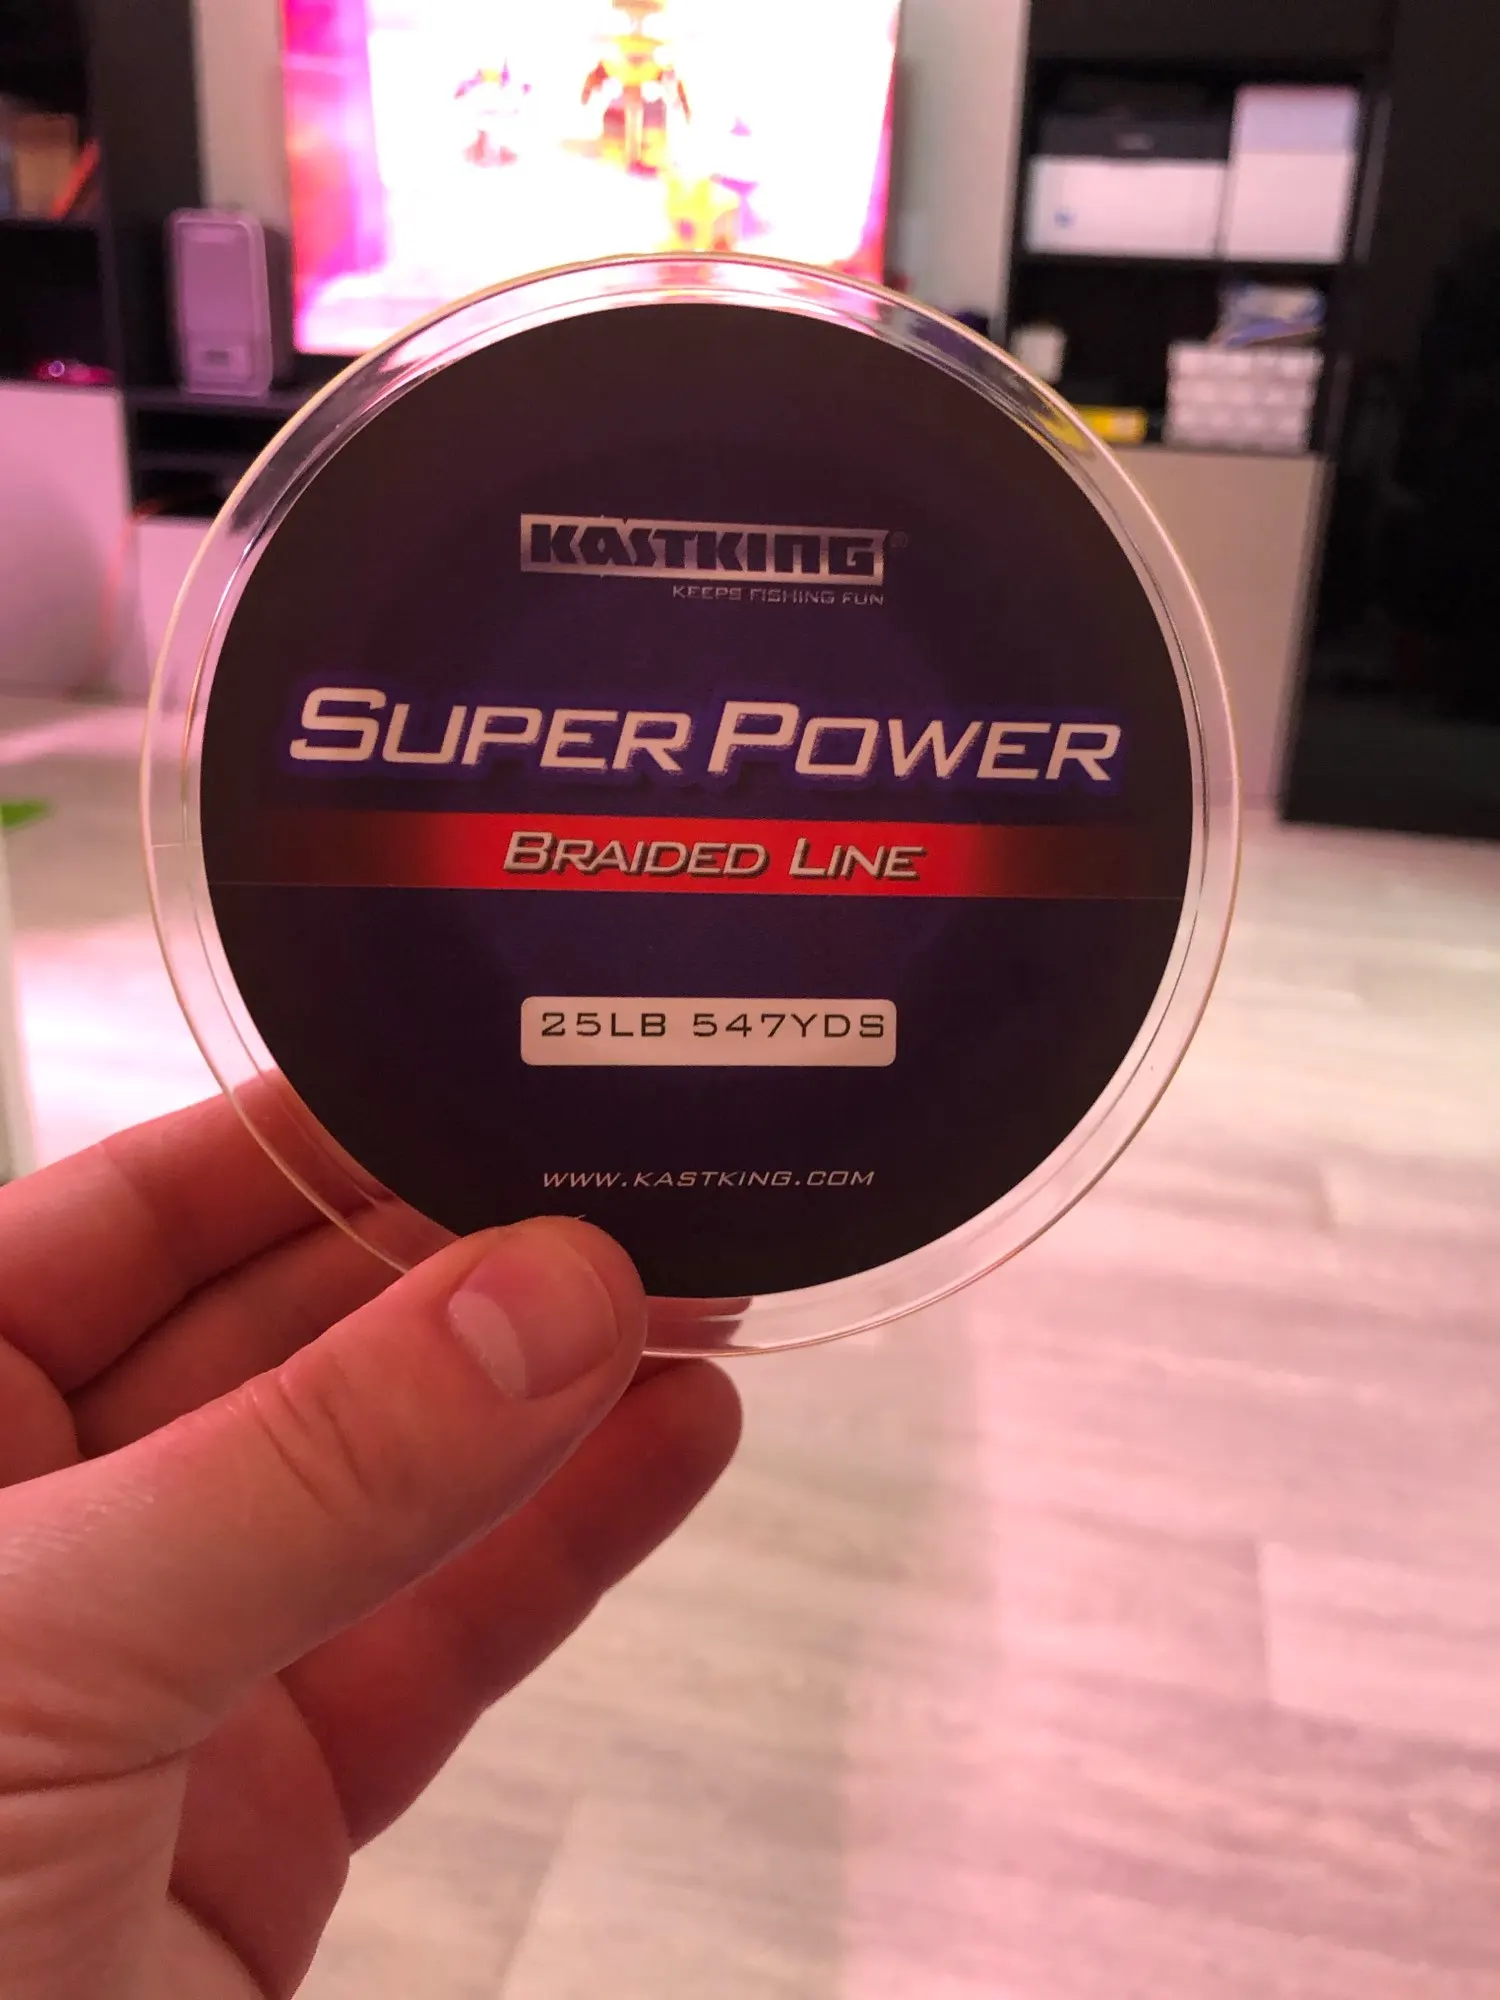 KASTKING®
KEEPS FISHING FUN
SUPER POWER
BRAIDED LINE
25LB 547YDS
WWW.KASTKING.COM